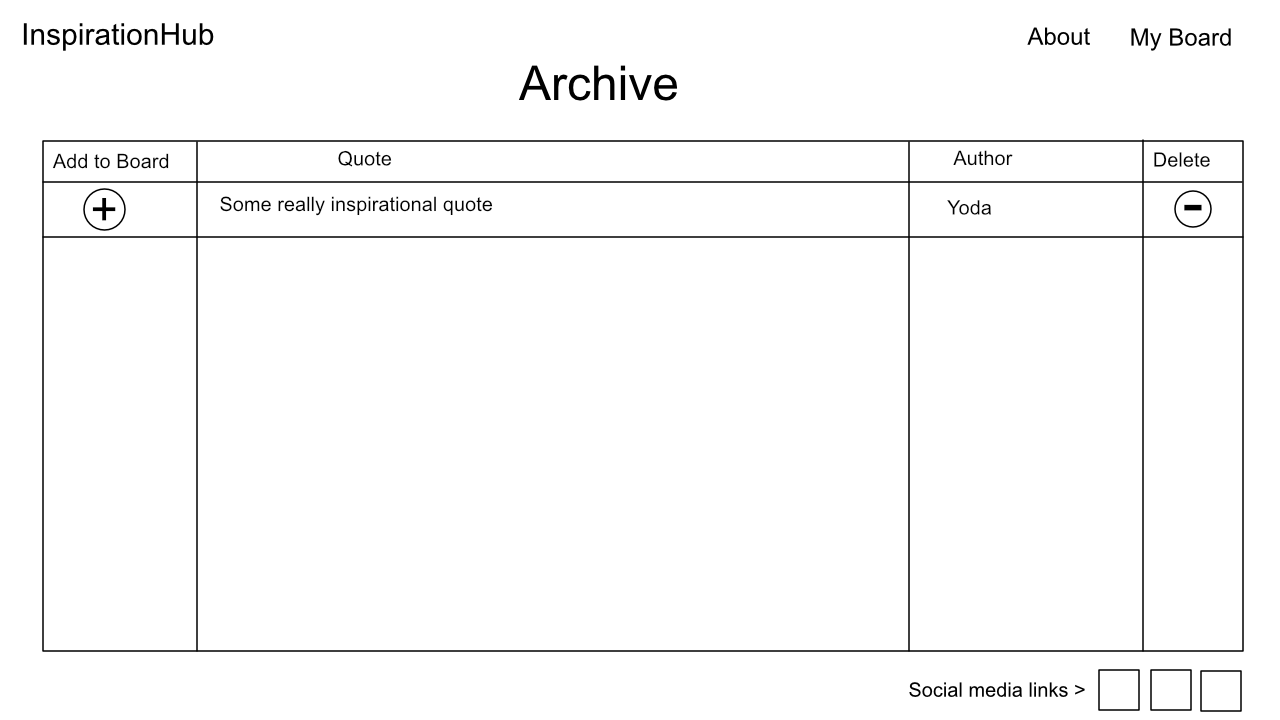 InspirationHub
About
My Board
Archive
Add to Board
Quote
Author
Delete
+
Some really inspirational quote
Yoda
-
Social media links >